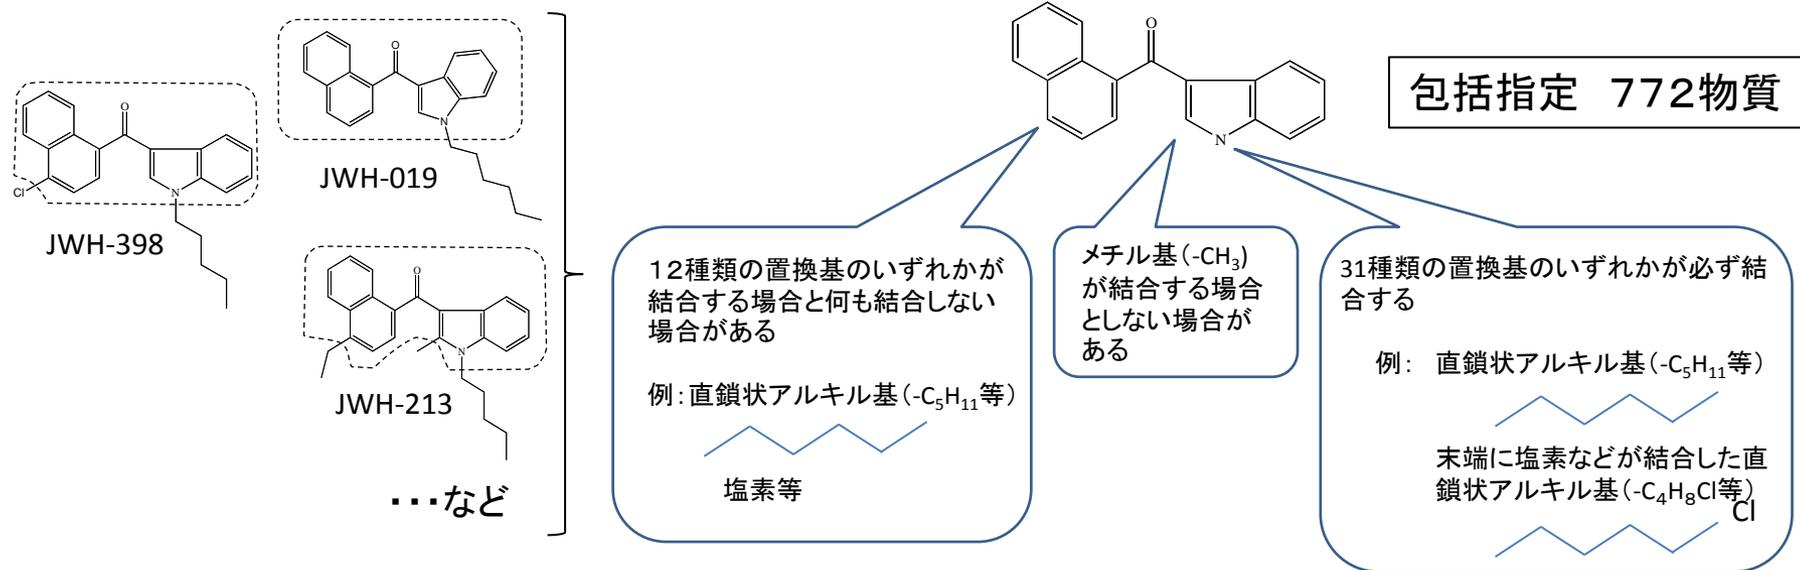 O
N
Cl
JWH-398
O
N
JWH-019
O
N
JWH-213
・・・など
O
N
包括指定　７７２物質
１２種類の置換基のいずれかが
結合する場合と何も結合しない
場合がある
例：直鎖状アルキル基（-C₅H₁₁等）
塩素等
メチル基（-CH₃）
が結合する場合
としない場合が
ある
31種類の置換基のいずれかが必ず結
合する
例：　直鎖状アルキル基（-C₅H₁₁等）
末端に塩素などが結合した直
鎖状アルキル基（-C₄H₈Cl等）
Cl